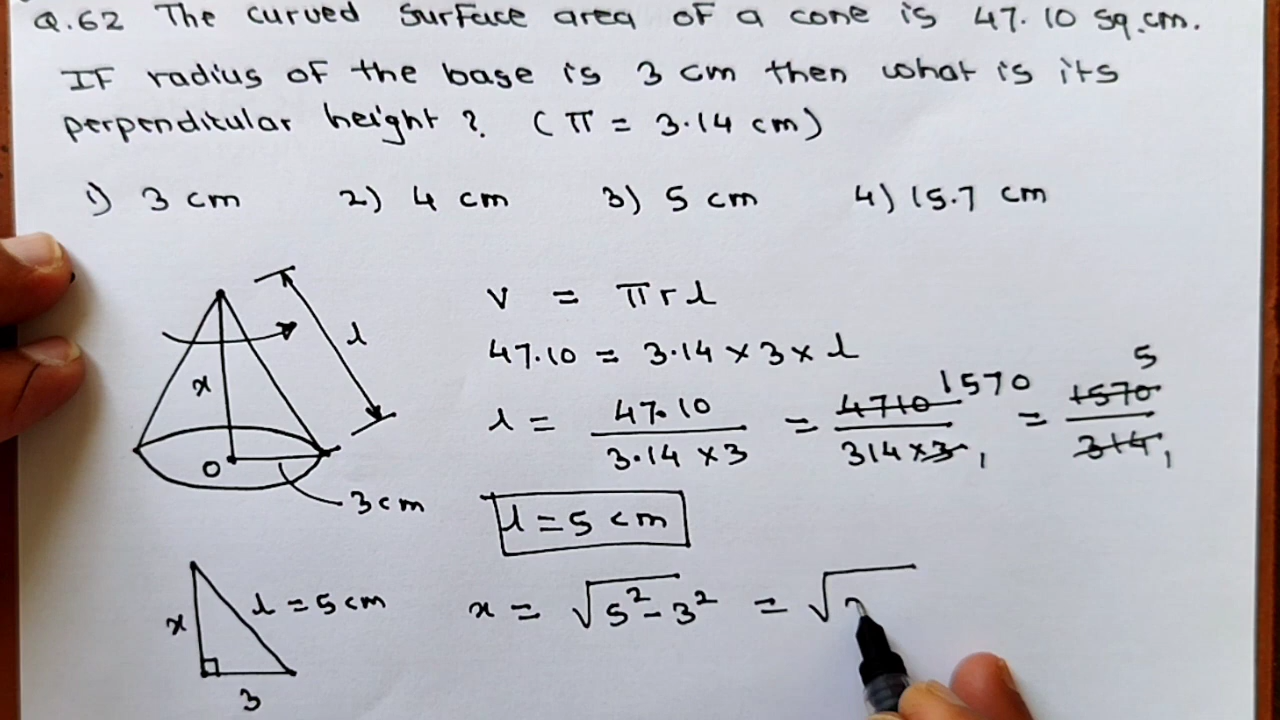 Q.62 The curved surface area of a cone is 47.10 sq.cm.
IF radius of the base is 3 cm then what is its
perpendicular height? (π = 3.14 cm)
1) 3 cm 2) 4 cm 3) 5 cm 4) 15.7 cm
l
x
O
3cm
V = πrl
47.10 = 3.14 × 3 × l
l = 47.10 / 3.14 × 3 = 4710 1570 / 314 × 3 1 = 1570 5 / 314 1
l = 5 cm
x
l = 5 cm
3
x = √5² - 3² = √